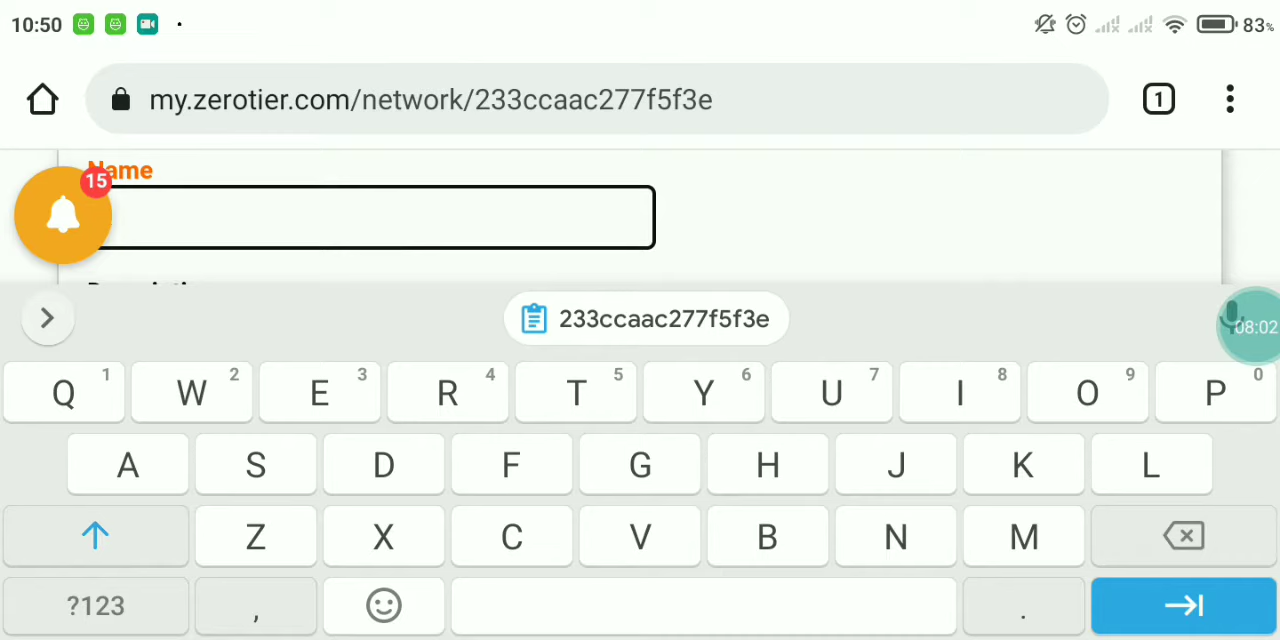 10:50
83%
1
my.zerotier.com/network/233ccaac277f5f3e
Name
15
233ccaac277f5f3e
08:02
Q 1 W 2 E 3 R 4 T 5 Y 6 U 7 I 8 O 9 P 0
A S D F G H J K L
Z X C V B N M
?123 , .